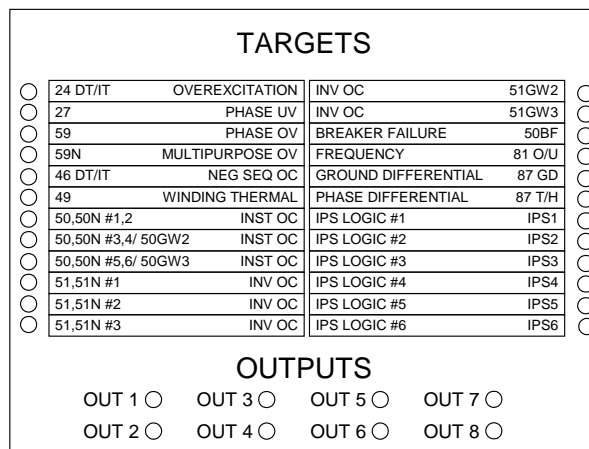 TARGETS
24 DT/IT OVEREXCITATION INV OC 51GW2
27 PHASE UV INV OC 51GW3
59 PHASE OV BREAKER FAILURE 50BF
59N MULTIPURPOSE OV FREQUENCY 81 O/U
46 DT/IT NEG SEQ OC GROUND DIFFERENTIAL 87 GD
49 WINDING THERMAL PHASE DIFFERENTIAL 87 T/H
50,50N #1,2 INST OC IPS LOGIC #1 IPS1
50,50N #3,4/ 50GW2 INST OC IPS LOGIC #2 IPS2
50,50N #5,6/ 50GW3 INST OC IPS LOGIC #3 IPS3
51,51N #1 INV OC IPS LOGIC #4 IPS4
51,51N #2 INV OC IPS LOGIC #5 IPS5
51,51N #3 INV OC IPS LOGIC #6 IPS6
OUTPUTS
OUT 1 OUT 3 OUT 5 OUT 7
OUT 2 OUT 4 OUT 6 OUT 8